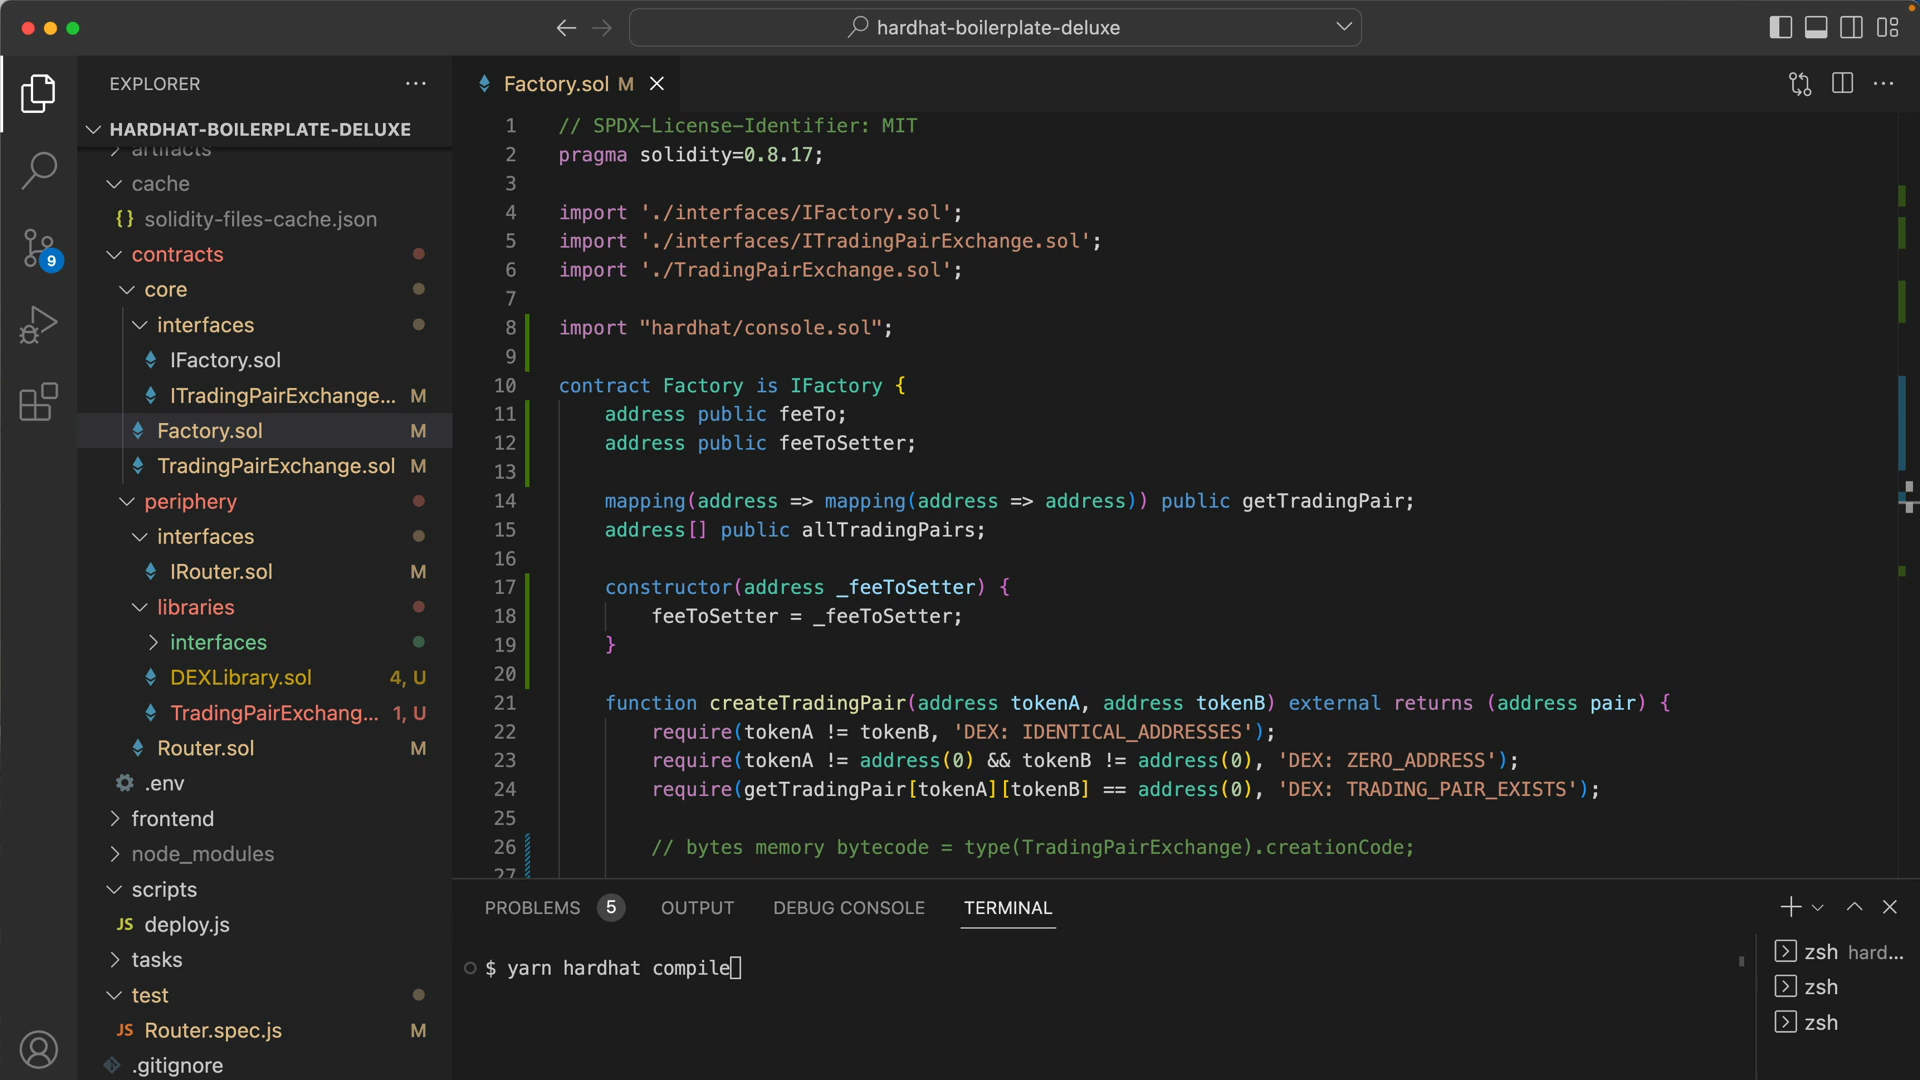 hardhat-boilerplate-deluxe
EXPLORER
HARDHAT-BOILERPLATE-DELUXE
artifacts
cache
{} solidity-files-cache.json
contracts
core
interfaces
IFactory.sol
ITradingPairExchange... M
Factory.sol M
TradingPairExchange.sol M
periphery
interfaces
IRouter.sol M
libraries
interfaces
DEXLibrary.sol 4, U
TradingPairExchang... 1, U
Router.sol M
.env
frontend
node_modules
scripts
JS deploy.js
tasks
test
JS Router.spec.js M
.gitignore
9
Factory.sol M
1 // SPDX-License-Identifier: MIT
2 pragma solidity=0.8.17;
3
4 import './interfaces/IFactory.sol';
5 import './interfaces/ITradingPairExchange.sol';
6 import './TradingPairExchange.sol';
7
8 import "hardhat/console.sol";
9
10 contract Factory is IFactory {
11 address public feeTo;
12 address public feeToSetter;
13
14 mapping(address => mapping(address => address)) public getTradingPair;
15 address[] public allTradingPairs;
16
17 constructor(address _feeToSetter) {
18 feeToSetter = _feeToSetter;
19 }
20
21 function createTradingPair(address tokenA, address tokenB) external returns (address pair) {
22 require(tokenA != tokenB, 'DEX: IDENTICAL_ADDRESSES');
23 require(tokenA != address(0) && tokenB != address(0), 'DEX: ZERO_ADDRESS');
24 require(getTradingPair[tokenA][tokenB] == address(0), 'DEX: TRADING_PAIR_EXISTS');
25
26 // bytes memory bytecode = type(TradingPairExchange).creationCode;
27
PROBLEMS 5 OUTPUT DEBUG CONSOLE TERMINAL
$ yarn hardhat compile
zsh hard...
zsh
zsh